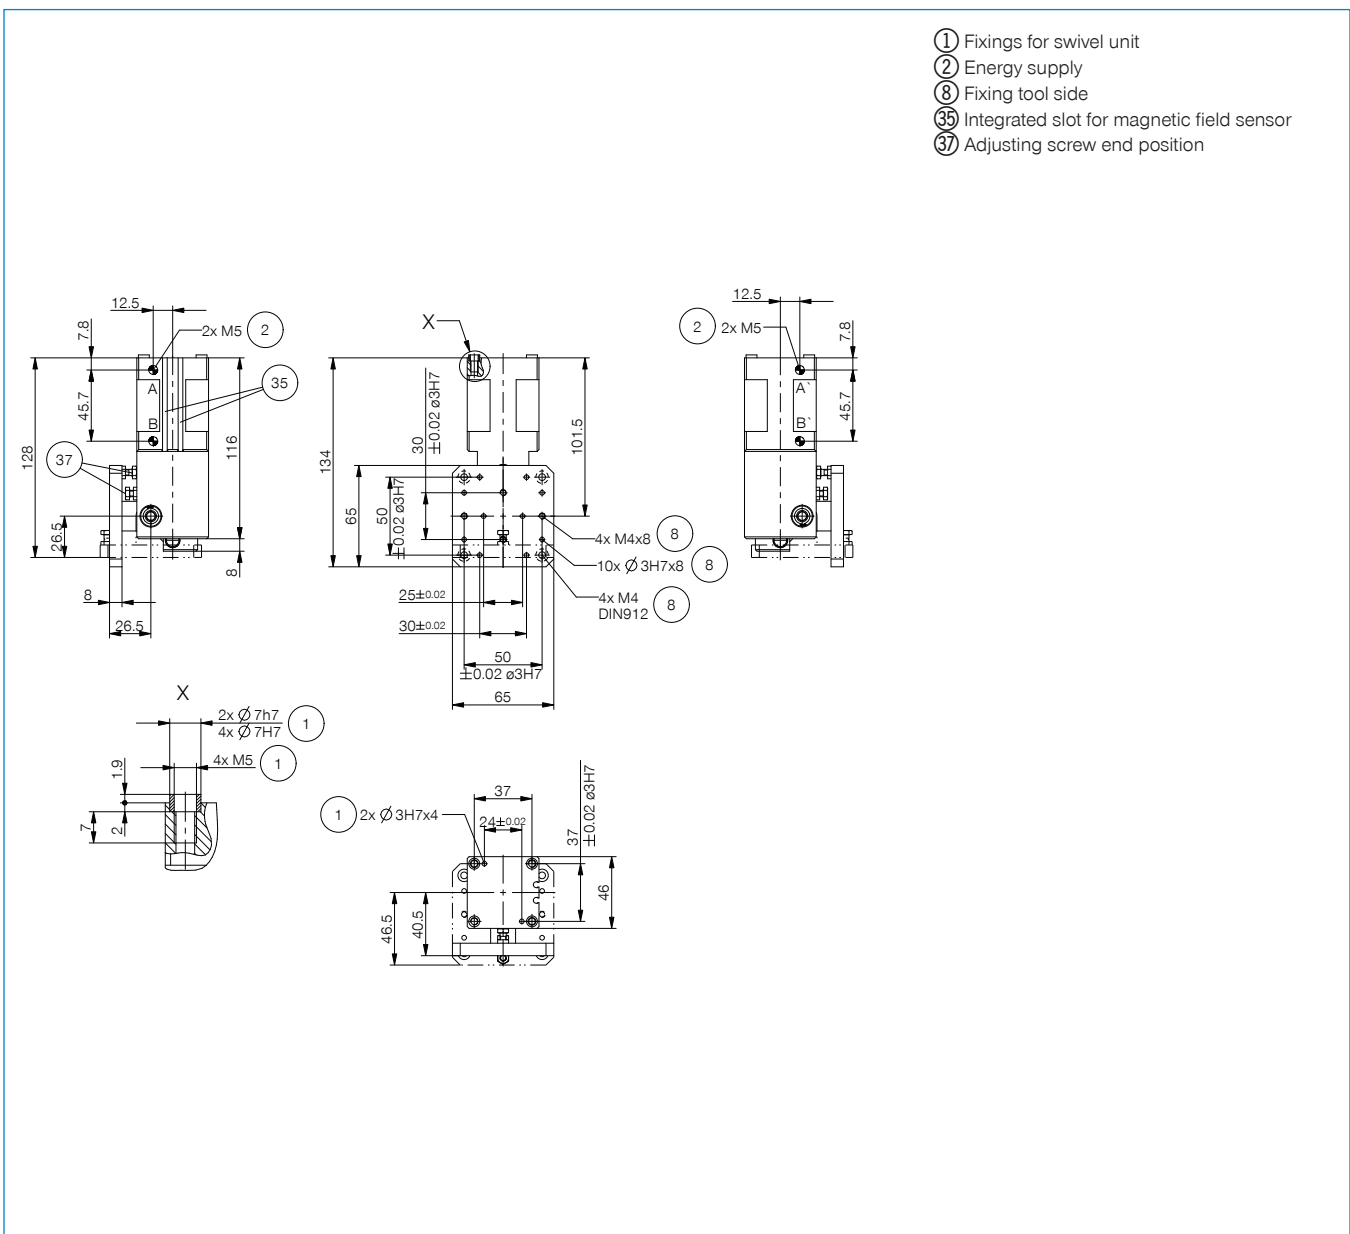 ① Fixings for swivel unit
② Energy supply
⑧ Fixing tool side
㉟ Integrated slot for magnetic field sensor
㊲ Adjusting screw end position
12.5
7.8
2x M5 2
35
A
B
45.7
128
116
37
26.5
8
8
26.5
X
30
±0.02 ø3H7
101.5
134
65
50
±0.02 ø3H7
4x M4x8 8
10x Ø 3H7x8 8
4x M4
DIN912 8
25±0.02
30±0.02
50
±0.02 ø3H7
65
12.5
2 2x M5
7.8
A`
B`
45.7
X
2x Ø 7h7
4x Ø 7H7 1
4x M5 1
1.9
7
2
37
1 2x Ø 3H7x4
24±0.02
37
±0.02 ø3H7
46
46.5
40.5